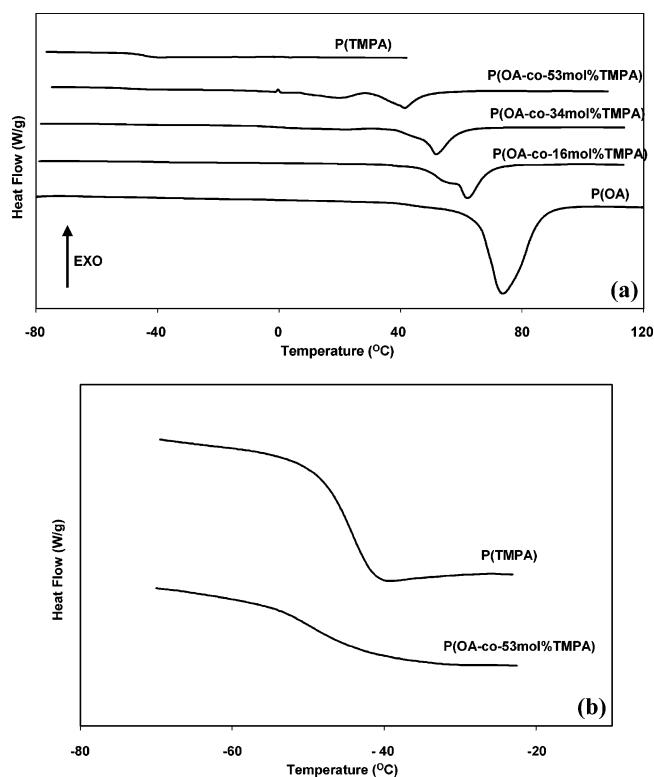 P(TMPA)
P(OA-co-53mol%TMPA)
P(OA-co-34mol%TMPA)
P(OA-co-16mol%TMPA)
P(OA)
Heat Flow (W/g)
EXO
(a)
-80 -40 0 40 80 120
Temperature (OC)
P(TMPA)
P(OA-co-53mol%TMPA)
Heat Flow (W/g)
(b)
-80 -60 - 40 -20
Temperature (OC)